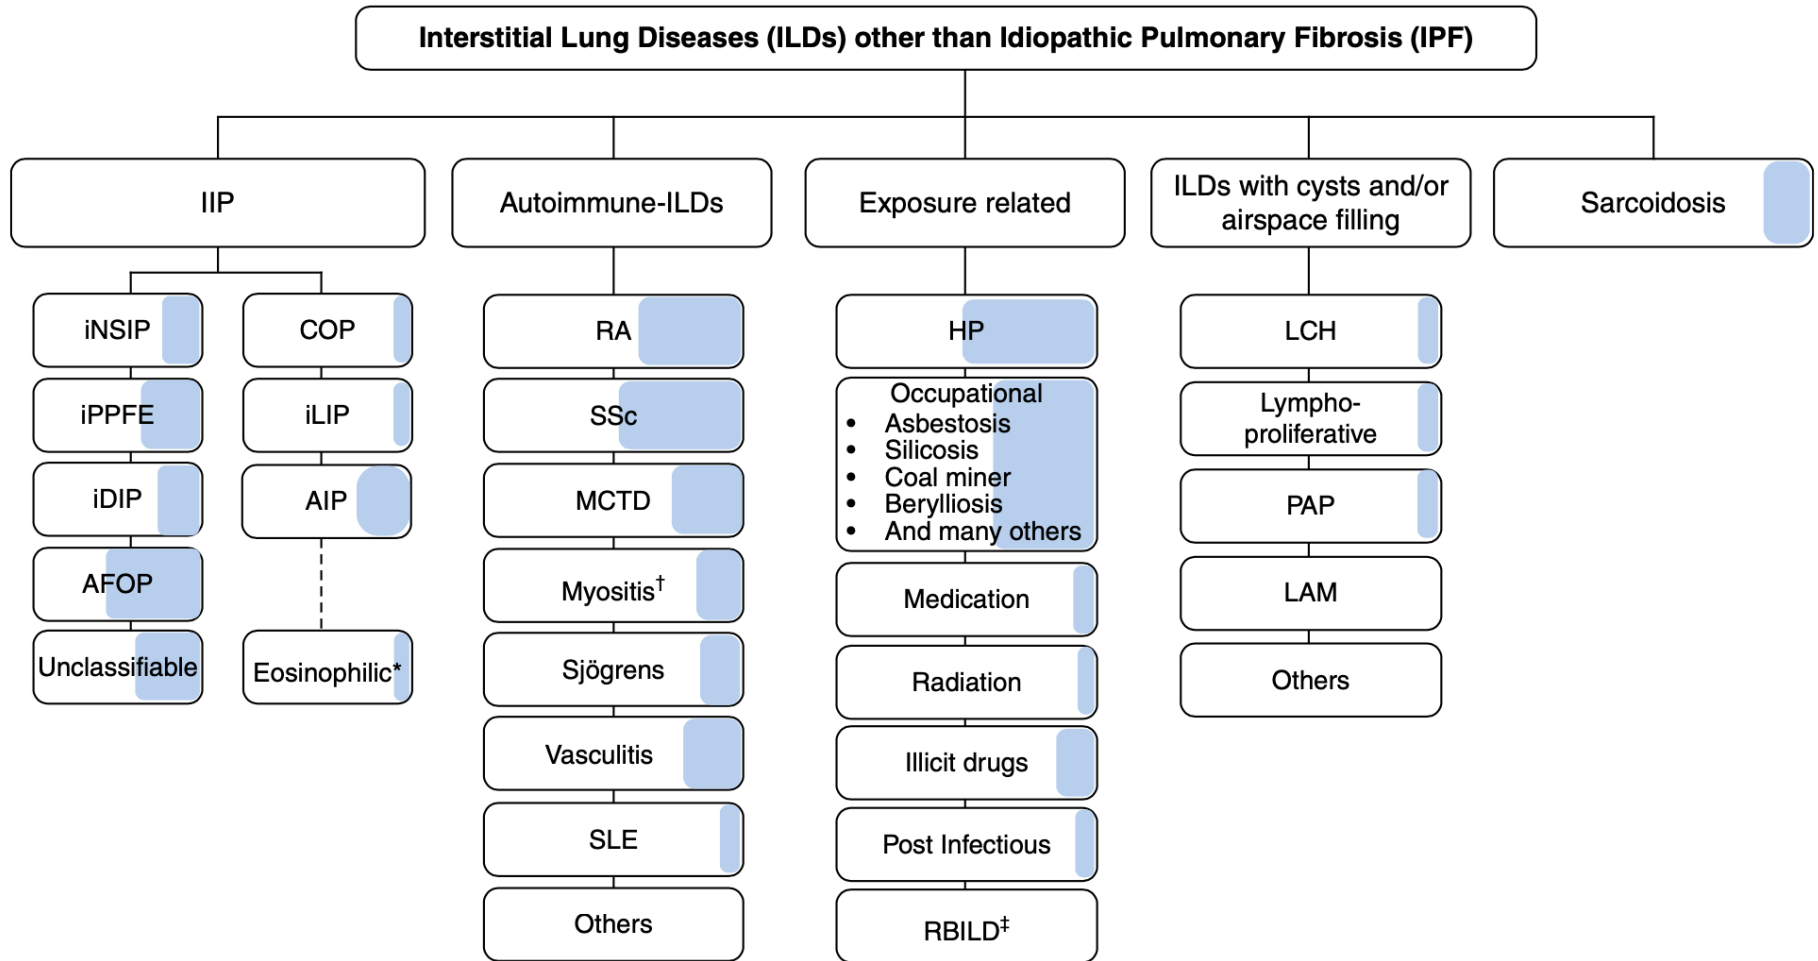 Interstitial Lung Diseases (ILDs) other than Idiopathic Pulmonary Fibrosis (IPF)
IIP
iNSIP
iPPFE
iDIP
AFOP
Unclassifiable
COP
iLIP
AIP
Eosinophilic*
Autoimmune-ILDs
RA
SSc
MCTD
Myositis†
Sjögrens
Vasculitis
SLE
Others
Exposure related
HP
Occupational
• Asbestosis
• Silicosis
• Coal miner
• Berylliosis
• And many others
Medication
Radiation
Illicit drugs
Post Infectious
RBILD‡
ILDs with cysts and/or
airspace filling
LCH
Lympho-
proliferative
PAP
LAM
Others
Sarcoidosis